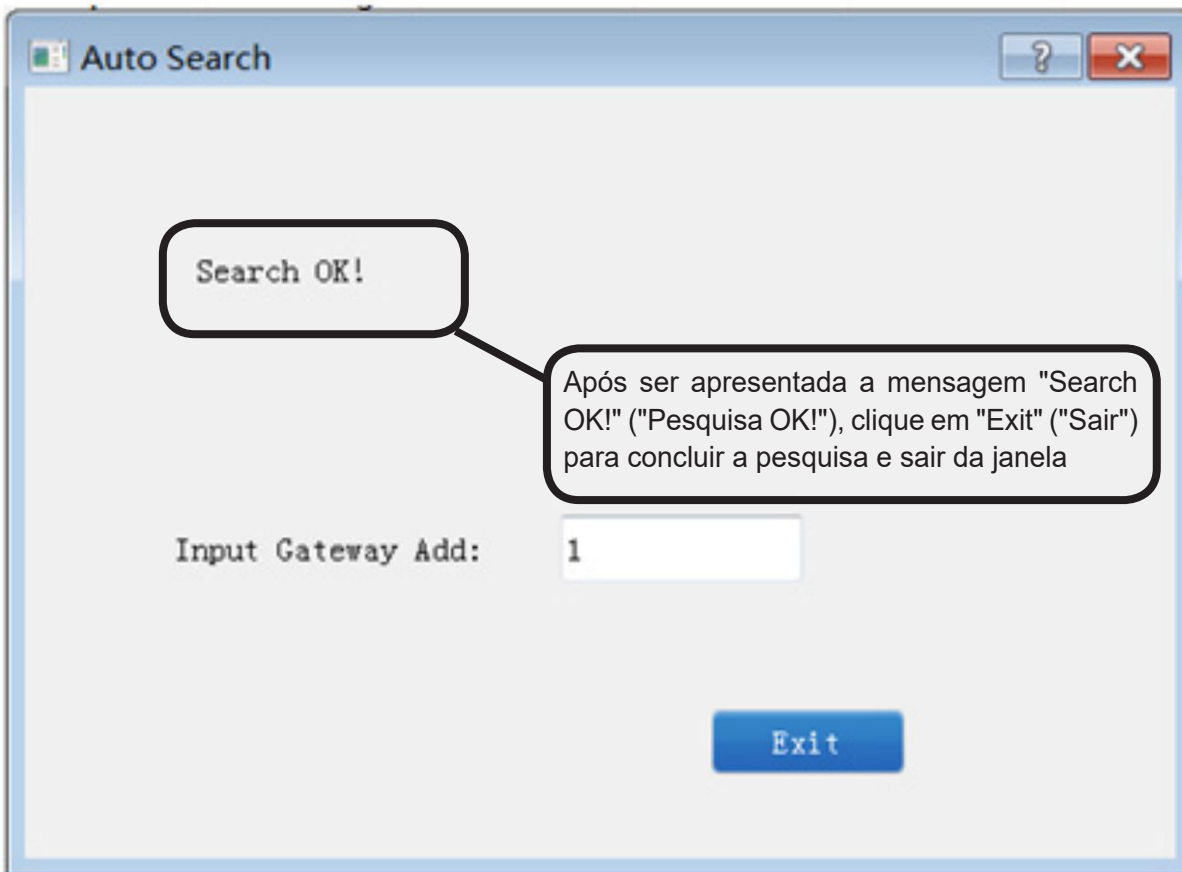 Auto Search
Search OK!
Após ser apresentada a mensagem "Search
OK!" ("Pesquisa OK!"), clique em "Exit" ("Sair")
para concluir a pesquisa e sair da janela
Input Gateway Add:
1
Exit